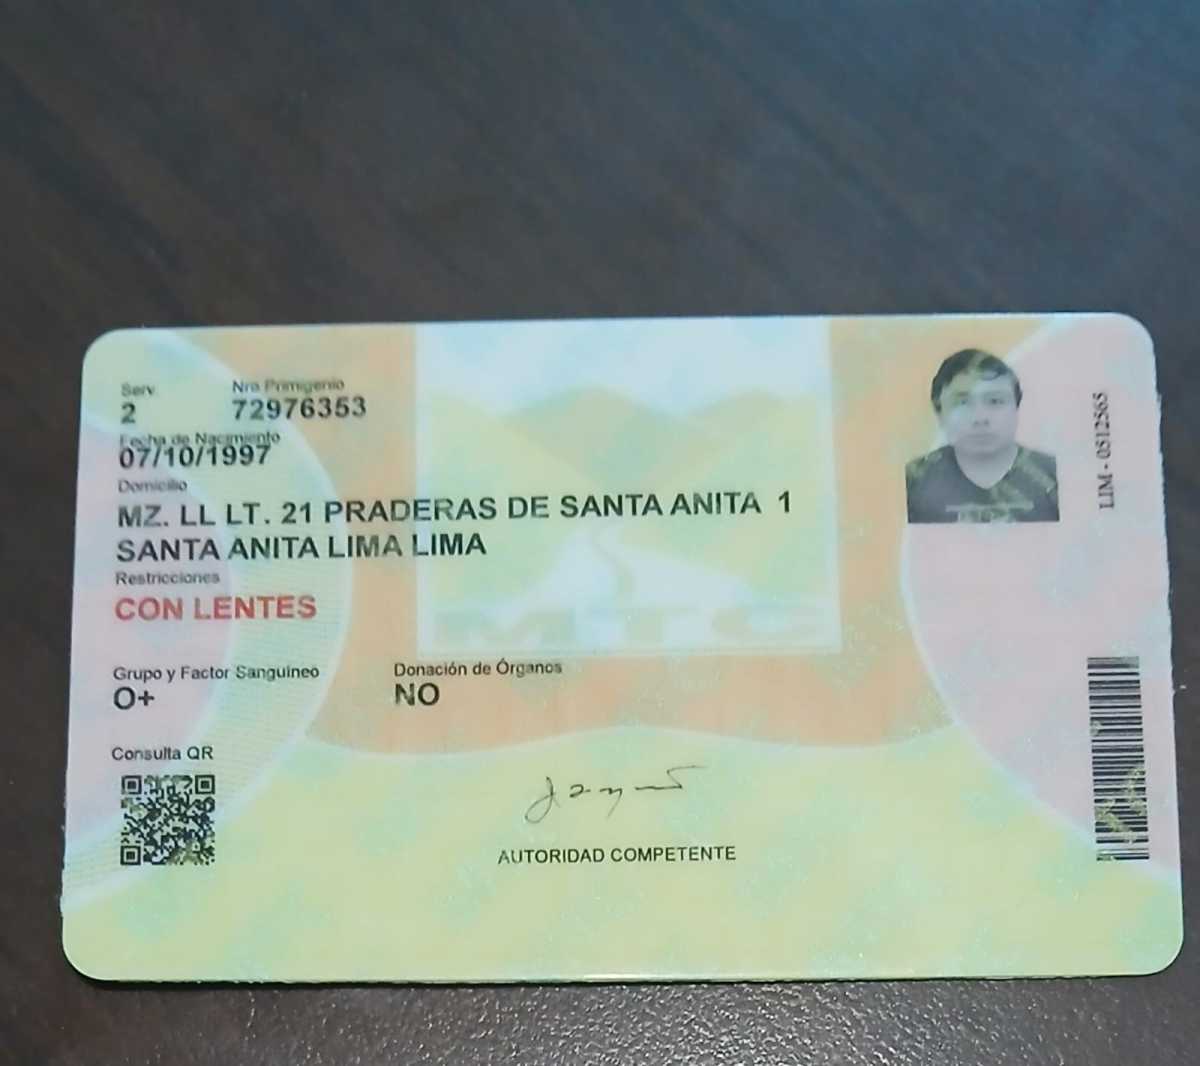 Serv. Nro Primigenio
2 72976353
Fecha de Nacimiento
07/10/1997
Domicilio
MZ. LL LT. 21 PRADERAS DE SANTA ANITA 1
SANTA ANITA LIMA LIMA
Restricciones
CON LENTES
MTC
Grupo y Factor Sanguineo Donación de Órganos
O+ NO
Consulta QR
AUTORIDAD COMPETENTE
LIM - 0512565